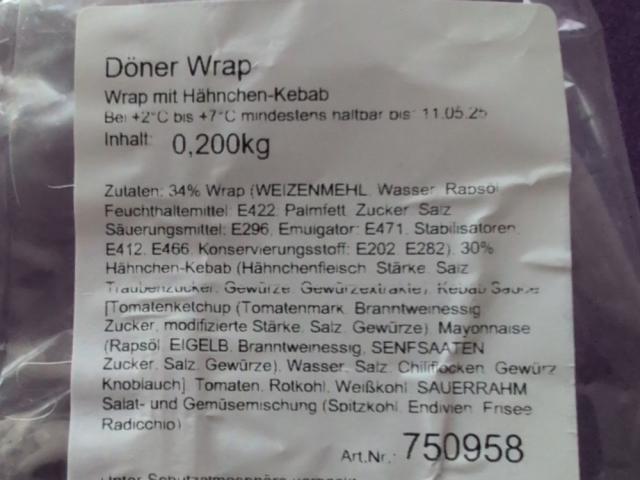 Döner Wrap
Wrap mit Hähnchen-Kebab
Bei +2°C bis +7°C mindestens haltbar bis: 11.05.25
Inhalt: 0,200kg
Zutaten: 34% Wrap (WEIZENMEHL, Wasser, Rapsöl,
Feuchthaltemittel: E422, Palmfett, Zucker, Salz,
Säuerungsmittel: E296, Emulgator: E471, Stabilisatoren:
E412, E466, Konservierungsstoff: E202, E282), 30%
Hähnchen-Kebab (Hähnchenfleisch, Stärke, Salz,
Traubenzucker, Gewürze, Gewürzextrakte), Kebab Sauce
[Tomatenketchup (Tomatenmark, Branntweinessig,
Zucker, modifizierte Stärke, Salz, Gewürze), Mayonnaise
(Rapsöl, EIGELB, Branntweinessig, SENFSAATEN,
Zucker, Salz, Gewürze), Wasser, Salz, Chiliflocken, Gewürz,
Knoblauch], Tomaten, Rotkohl, Weißkohl, SAUERRAHM,
Salat- und Gemüsemischung (Spitzkohl, Endivien, Frisee,
Radicchio)
Art.Nr.: 750958
Unter Schutzatmosphäre verpackt